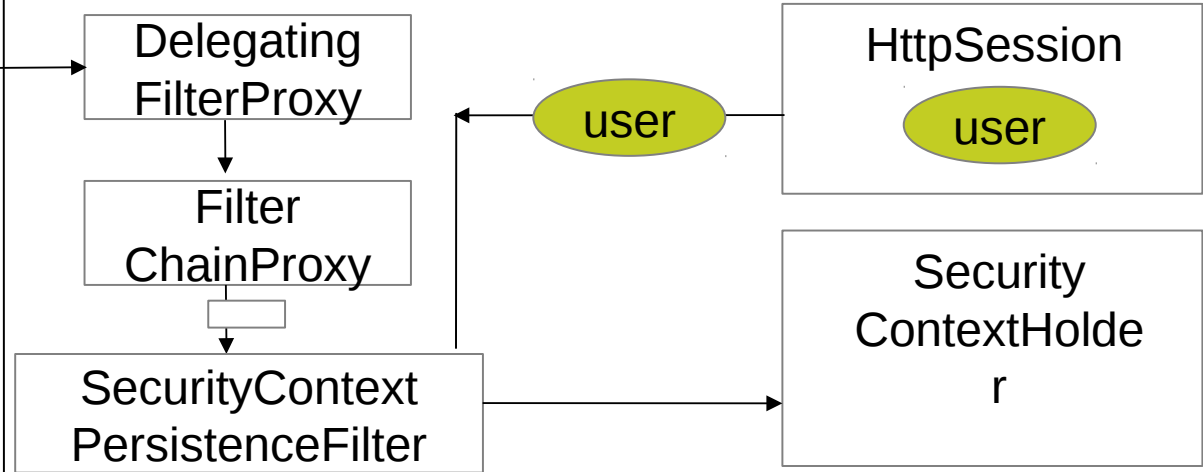 Delegating
FilterProxy
user
HttpSession
user
Filter
ChainProxy
Security
ContextHolde
r
SecurityContext
PersistenceFilter